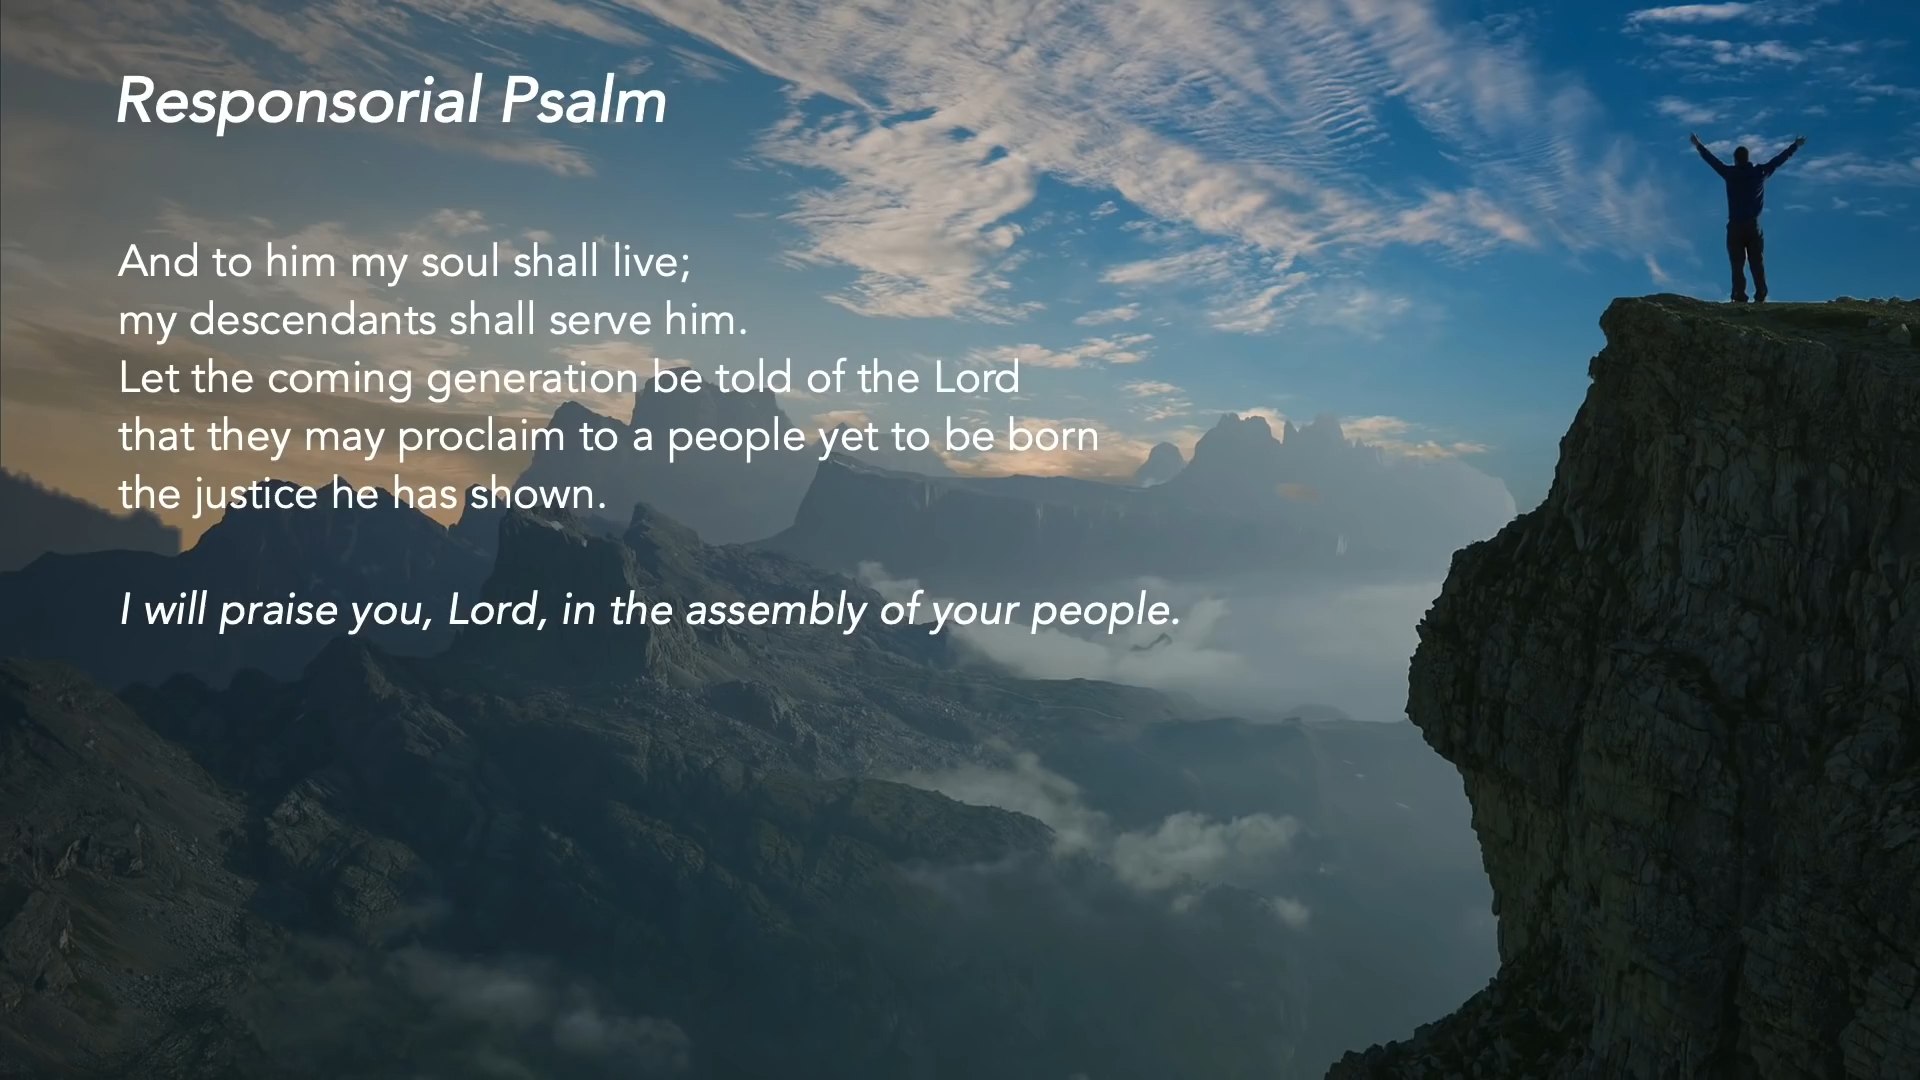 Responsorial Psalm
And to him my soul shall live;
my descendants shall serve him.
Let the coming generation be told of the Lord
that they may proclaim to a people yet to be born
the justice he has shown.
I will praise you, Lord, in the assembly of your people.